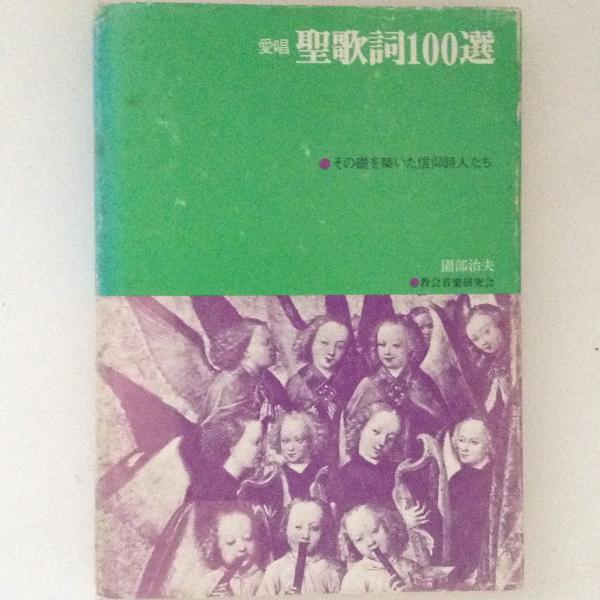 愛唱 聖歌詞100選
●その礎を築いた信仰詩人たち
園部治夫
●教会音楽研究会